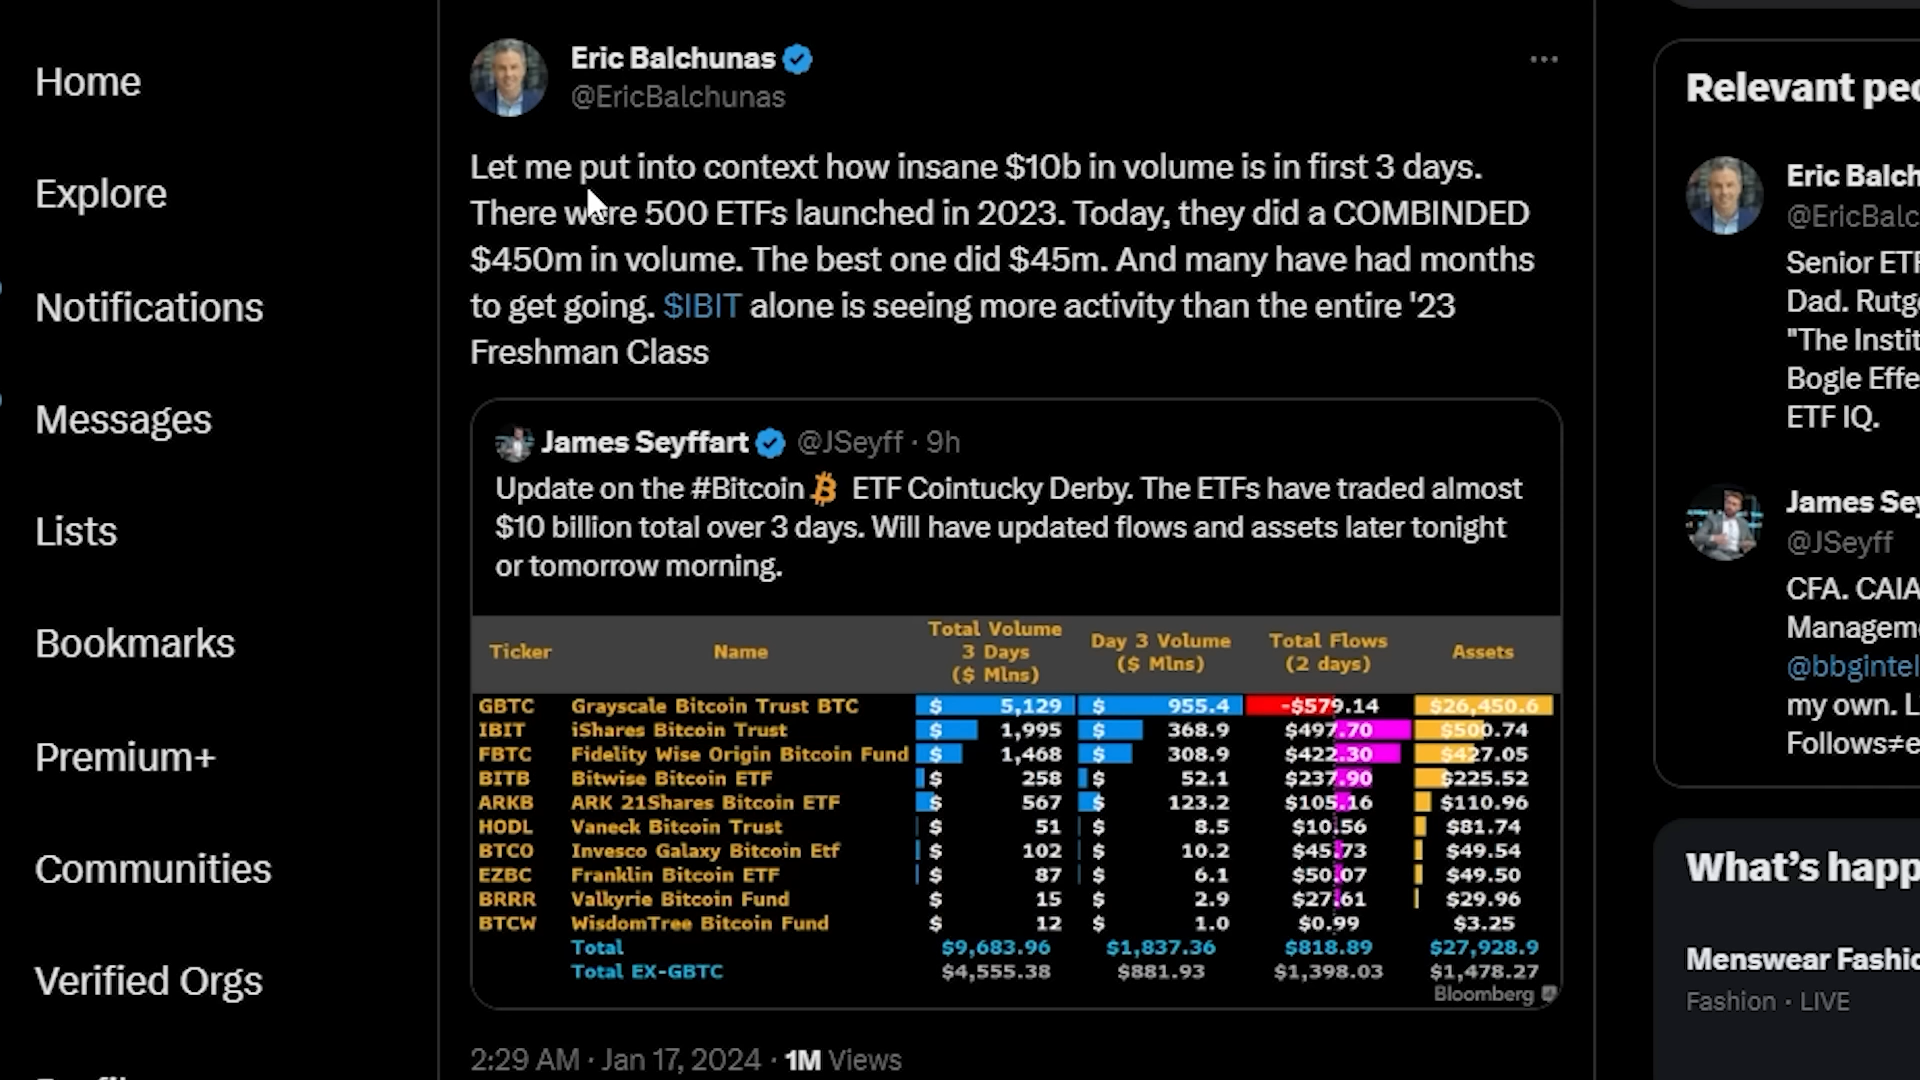 Home
Explore
Notifications
Messages
Lists
Bookmarks
Premium+
Communities
Verified Orgs
Eric Balchunas
@EricBalchunas
Let me put into context how insane $10b in volume is in first 3 days.
There were 500 ETFs launched in 2023. Today, they did a COMBINDED
$450m in volume. The best one did $45m. And many have had months
to get going. $IBIT alone is seeing more activity than the entire '23
Freshman Class
James Seyffart @JSeyff · 9h
Update on the #Bitcoin ETF Cointucky Derby. The ETFs have traded almost
$10 billion total over 3 days. Will have updated flows and assets later tonight
or tomorrow morning.
Ticker Name Total Volume 3 Days ($ Mlns) Day 3 Volume ($ Mlns) Total Flows (2 days) Assets
GBTC Grayscale Bitcoin Trust BTC $ 5,129 $ 955.4 -$579.14 $26,450.6
IBIT iShares Bitcoin Trust $ 1,995 $ 368.9 $497.70 $500.74
FBTC Fidelity Wise Origin Bitcoin Fund $ 1,468 $ 308.9 $422.30 $427.05
BITB Bitwise Bitcoin ETF $ 258 $ 52.1 $237.90 $225.52
ARKB ARK 21Shares Bitcoin ETF $ 567 $ 123.2 $105.16 $110.96
HODL Vaneck Bitcoin Trust $ 51 $ 8.5 $10.56 $81.74
BTCO Invesco Galaxy Bitcoin Etf $ 102 $ 10.2 $45.73 $49.54
EZBC Franklin Bitcoin ETF $ 87 $ 6.1 $50.07 $49.50
BRRR Valkyrie Bitcoin Fund $ 15 $ 2.9 $27.61 $29.96
BTCW WisdomTree Bitcoin Fund $ 12 $ 1.0 $0.99 $3.25
Total $9,683.96 $1,837.36 $818.89 $27,928.9
Total EX-GBTC $4,555.38 $881.93 $1,398.03 $1,478.27
Bloomberg
2:29 AM · Jan 17, 2024 · 1M Views
Relevant peo
Eric Balch
@EricBalc
Senior ETF
Dad. Rutge
"The Instit
Bogle Effe
ETF IQ.
James Sey
@JSeyff
CFA. CAIA
Manageme
@bbgintel
my own. L
Follows≠e
What's happ
Menswear Fashio
Fashion · LIVE